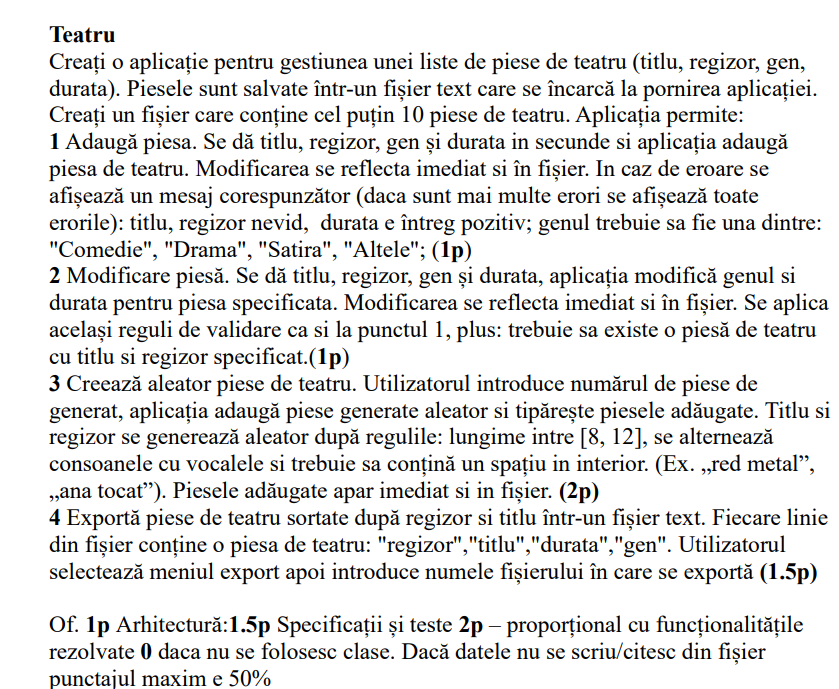 Teatru
Creați o aplicație pentru gestiunea unei liste de piese de teatru (titlu, regizor, gen,
durata). Piesele sunt salvate într-un fișier text care se încarcă la pornirea aplicației.
Creați un fișier care conține cel puțin 10 piese de teatru. Aplicația permite:
1 Adaugă piesa. Se dă titlu, regizor, gen și durata in secunde si aplicația adaugă
piesa de teatru. Modificarea se reflecta imediat si în fișier. In caz de eroare se
afișează un mesaj corespunzător (daca sunt mai multe erori se afișează toate
erorile): titlu, regizor nevid,  durata e întreg pozitiv; genul trebuie sa fie una dintre:
"Comedie", "Drama", "Satira", "Altele"; (1p)
2 Modificare piesă. Se dă titlu, regizor, gen și durata, aplicația modifică genul si
durata pentru piesa specificata. Modificarea se reflecta imediat si în fișier. Se aplica
același reguli de validare ca si la punctul 1, plus: trebuie sa existe o piesă de teatru
cu titlu si regizor specificat.(1p)
3 Creează aleator piese de teatru. Utilizatorul introduce numărul de piese de
generat, aplicația adaugă piese generate aleator si tipărește piesele adăugate. Titlu si
regizor se generează aleator după regulile: lungime intre [8, 12], se alternează
consoanele cu vocalele si trebuie sa conțină un spațiu in interior. (Ex. „red metal”,
„ana tocat”). Piesele adăugate apar imediat si in fișier. (2p)
4 Exportă piese de teatru sortate după regizor si titlu într-un fișier text. Fiecare linie
din fișier conține o piesa de teatru: "regizor","titlu","durata","gen". Utilizatorul
selectează meniul export apoi introduce numele fișierului în care se exportă (1.5p)
Of. 1p Arhitectură:1.5p Specificații și teste 2p – proporțional cu funcționalitățile
rezolvate 0 daca nu se folosesc clase. Dacă datele nu se scriu/citesc din fișier
punctajul maxim e 50%